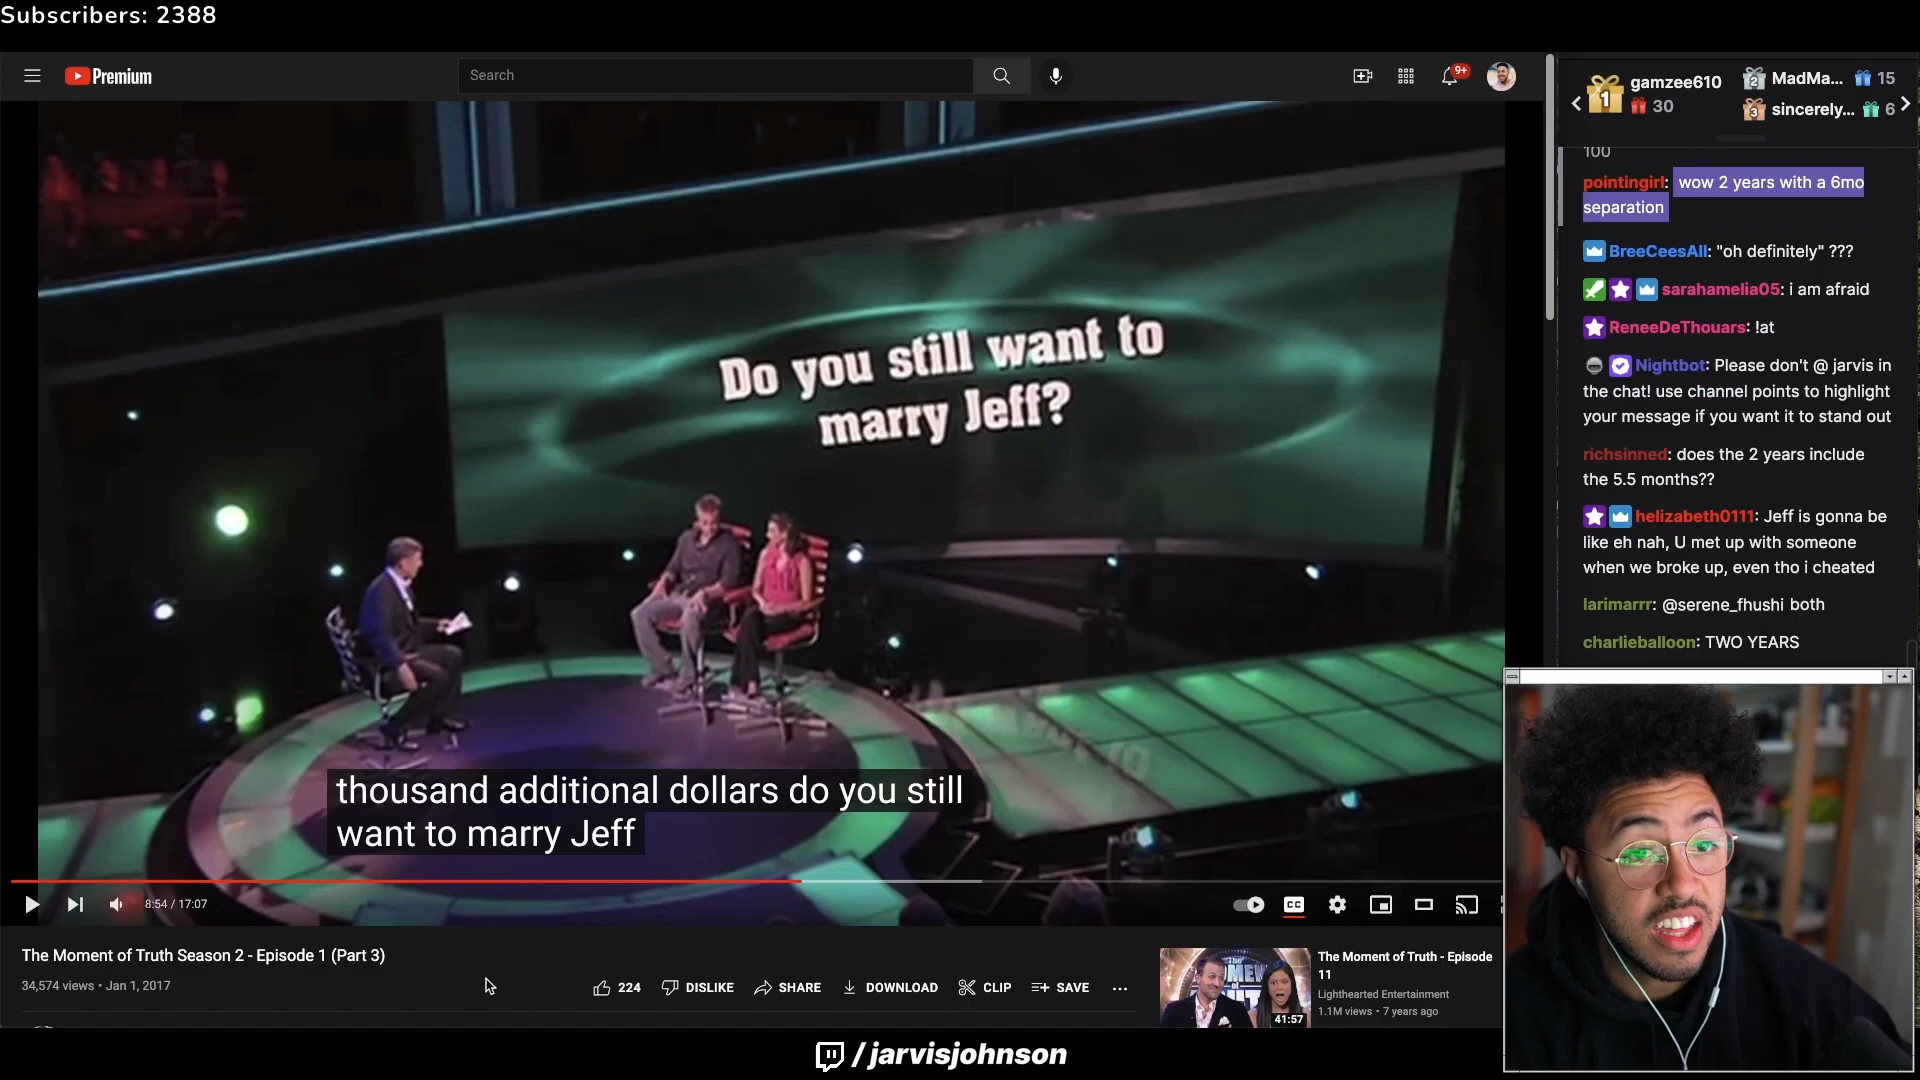 Subscribers: 2388
Premium
Search
9+
Do you still want to
marry Jeff?
thousand additional dollars do you still
want to marry Jeff
8:54 / 17:07
CC
The Moment of Truth Season 2 - Episode 1 (Part 3)
34,574 views • Jan 1, 2017
224
DISLIKE
SHARE
DOWNLOAD
CLIP
SAVE
41:57
The Moment of Truth - Episode
11
Lighthearted Entertainment
1.1M views • 7 years ago
1
gamzee610
30
2
MadMa...
15
3
sincerely...
6
100
pointingirl: wow 2 years with a 6mo
separation
BreeCeesAll: "oh definitely" ???
sarahamelia05: i am afraid
ReneeDeThouars: !at
Nightbot: Please don't @ jarvis in
the chat! use channel points to highlight
your message if you want it to stand out
richsinned: does the 2 years include
the 5.5 months??
helizabeth0111: Jeff is gonna be
like eh nah, U met up with someone
when we broke up, even tho i cheated
larimarrr: @serene_fhushi both
charlieballoon: TWO YEARS
/jarvisjohnson